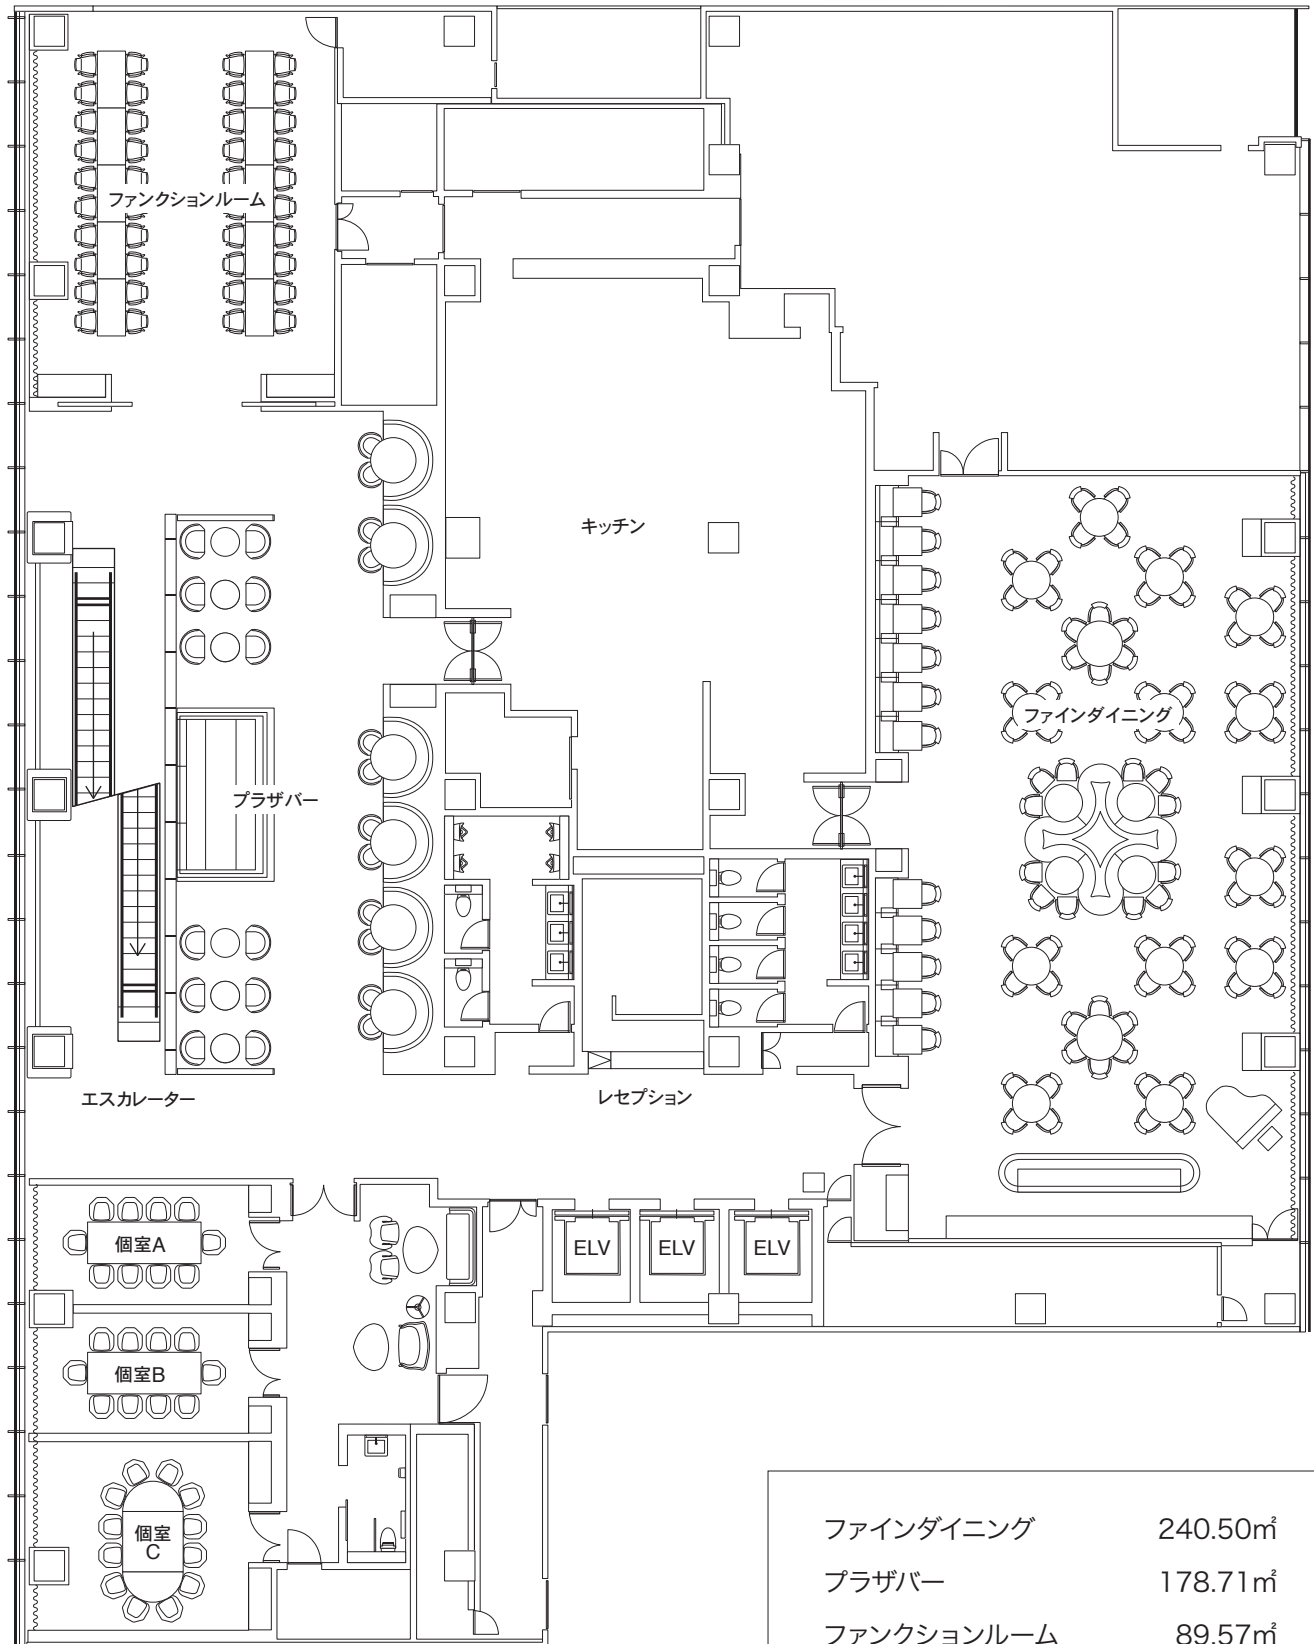 ファンクションルーム
キッチン
ファインダイニング
プラザバー
エスカレーター
レセプション
個室A
ELV
ELV
ELV
個室B
個室
C
ファインダイニング 240.50㎡
プラザバー 178.71㎡
ファンクションルーム 89.57㎡